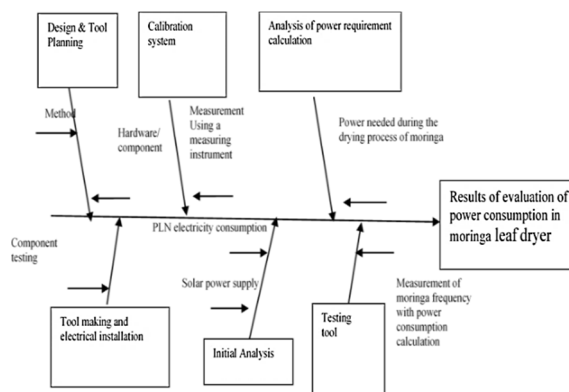 Design & Tool
Planning
Calibration
system
Analysis of power requirement
calculation
Method
Hardware/
component
Measurement
Using a
measuring
instrument
Power needed during the
drying process of moringa
Results of evaluation of
power consumption in
moringa leaf dryer
PLN electricity consumption
Component
testing
Solar power supply
Measurement of
moringa frequency
with power
consumption
calculation
Tool making and
electrical installation
Initial Analysis
Testing
tool